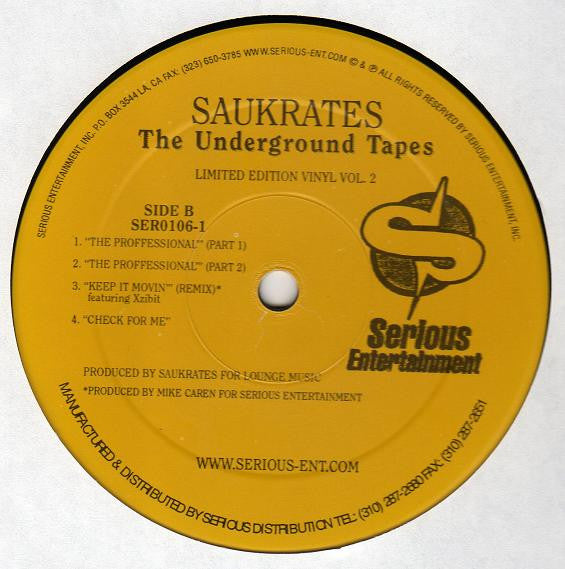 SERIOUS ENTERTAINMENT, INC. P.O. BOX 3544 LA, CA FAX: (323) 650-3785 WWW.SERIOUS-ENT.COM © & ℗ ALL RIGHTS RESERVED BY SERIOUS ENTERTAINMENT, INC.
SAUKRATES
The Underground Tapes
LIMITED EDITION VINYL VOL. 2
SIDE B
SER0106-1
1. "THE PROFFESSIONAL"' (PART 1)
2. "THE PROFFESSIONAL"' (PART 2)
3. "KEEP IT MOVIN"' (REMIX)*
featuring Xzibit
4. "CHECK FOR ME"
S
Serious
Entertainment
PRODUCED BY SAUKRATES FOR LOUNGE MUSIC
*PRODUCED BY MIKE CAREN FOR SERIOUS ENTERTAINMENT
WWW.SERIOUS-ENT.COM
MANUFACTURED & DISTRIBUTED BY SERIOUS DISTRIBUTION TEL: (310) 287-2680 FAX: (310) 287-2651